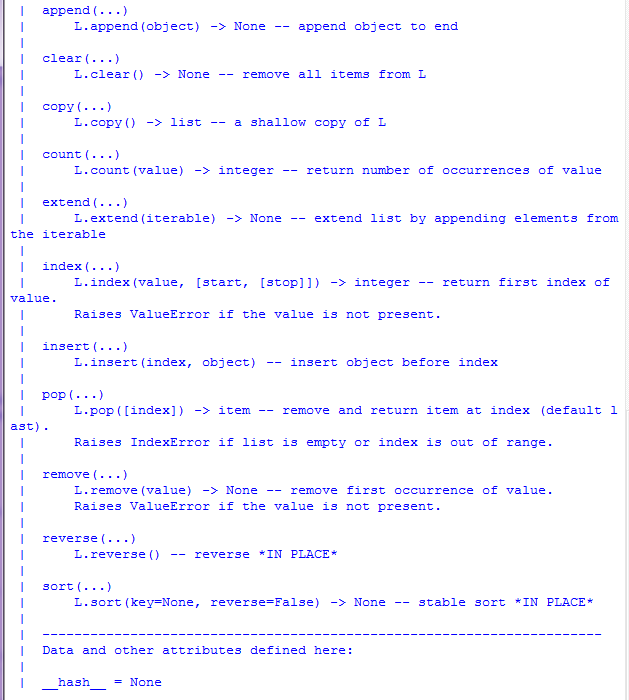 |  append(...)
|      L.append(object) -> None -- append object to end
|
|  clear(...)
|      L.clear() -> None -- remove all items from L
|
|  copy(...)
|      L.copy() -> list -- a shallow copy of L
|
|  count(...)
|      L.count(value) -> integer -- return number of occurrences of value
|
|  extend(...)
|      L.extend(iterable) -> None -- extend list by appending elements from
the iterable
|
|  index(...)
|      L.index(value, [start, [stop]]) -> integer -- return first index of
value.
|      Raises ValueError if the value is not present.
|
|  insert(...)
|      L.insert(index, object) -- insert object before index
|
|  pop(...)
|      L.pop([index]) -> item -- remove and return item at index (default l
ast).
|      Raises IndexError if list is empty or index is out of range.
|
|  remove(...)
|      L.remove(value) -> None -- remove first occurrence of value.
|      Raises ValueError if the value is not present.
|
|  reverse(...)
|      L.reverse() -- reverse *IN PLACE*
|
|  sort(...)
|      L.sort(key=None, reverse=False) -> None -- stable sort *IN PLACE*
|
|  ----------------------------------------------------------------------
|  Data and other attributes defined here:
|
|  __hash__ = None